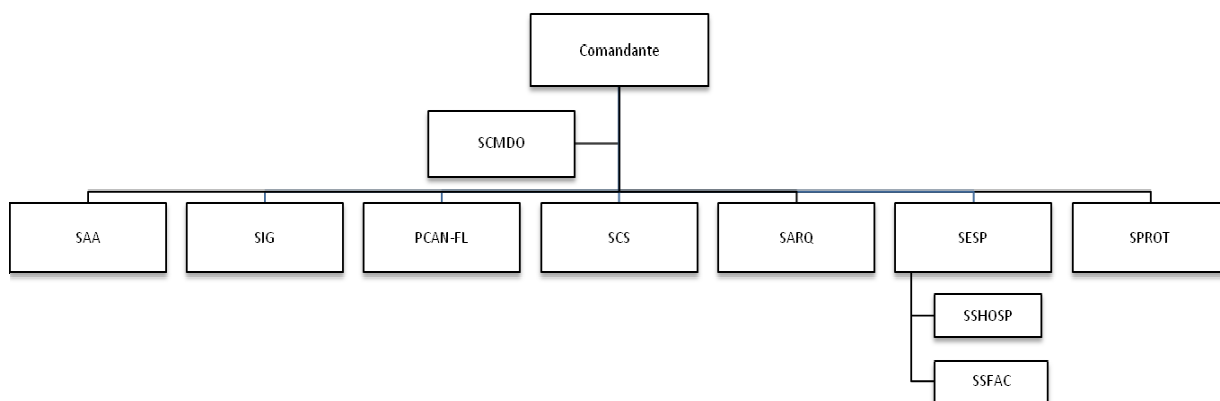 Comandante
SCMDO
SAA
SIG
PCAN-FL
SCS
SARQ
SESP
SPROT
SSHOSP
SSFAC